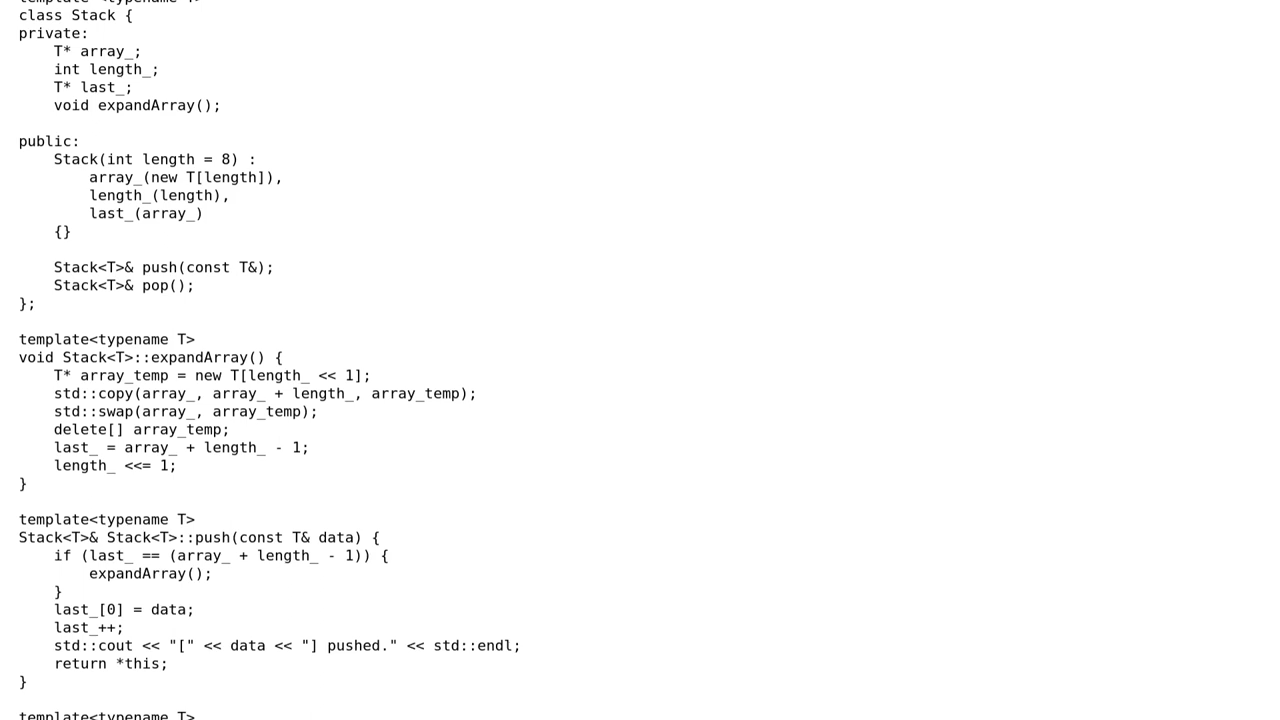 template <typename T>
class Stack {
private:
    T* array_;
    int length_;
    T* last_;
    void expandArray();

public:
    Stack(int length = 8) :
        array_(new T[length]),
        length_(length),
        last_(array_)
    {}

    Stack<T>& push(const T&);
    Stack<T>& pop();
};

template<typename T>
void Stack<T>::expandArray() {
    T* array_temp = new T[length_ << 1];
    std::copy(array_, array_ + length_, array_temp);
    std::swap(array_, array_temp);
    delete[] array_temp;
    last_ = array_ + length_ - 1;
    length_ <<= 1;
}

template<typename T>
Stack<T>& Stack<T>::push(const T& data) {
    if (last_ == (array_ + length_ - 1)) {
        expandArray();
    }
    last_[0] = data;
    last_++;
    std::cout << "[" << data << "] pushed." << std::endl;
    return *this;
}

template<typename T>